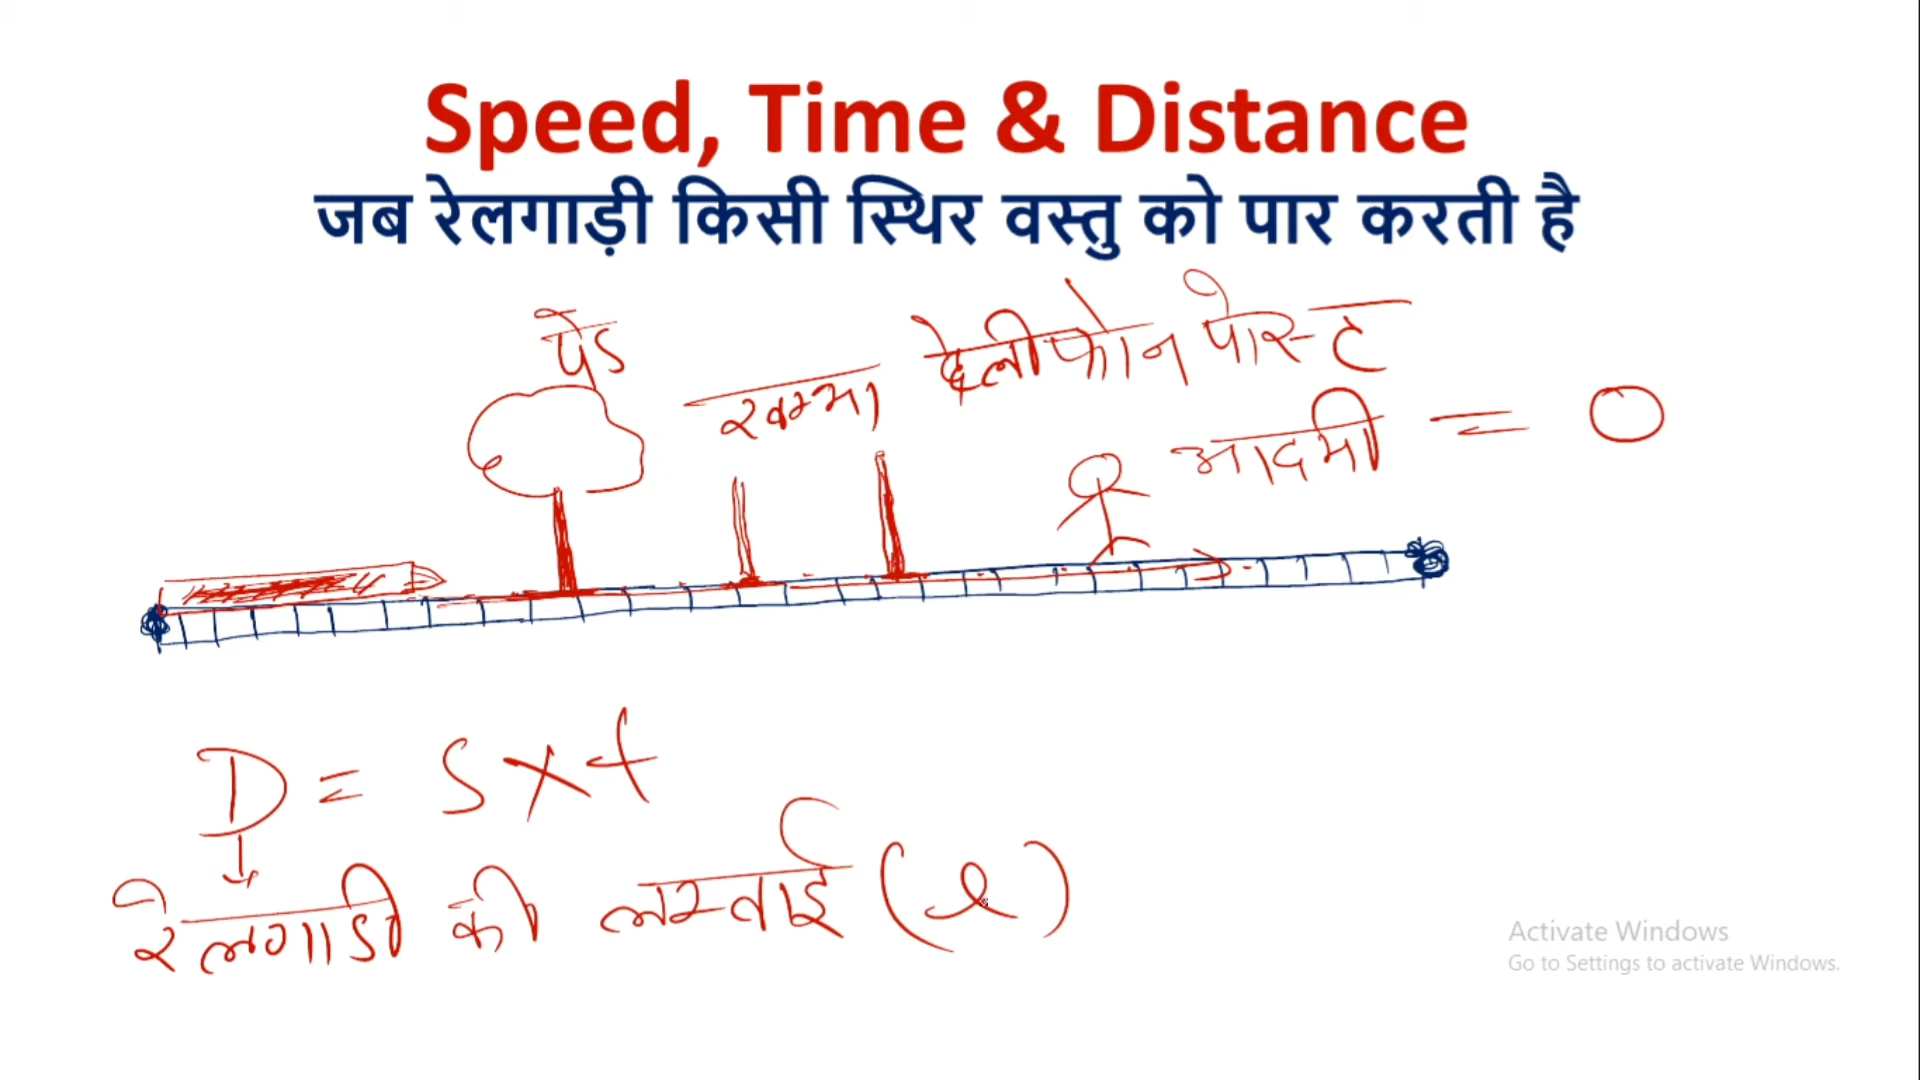 Speed, Time & Distance
जब रेलगाड़ी किसी स्थिर वस्तु को पार करती है
पेड
खम्भा टेलीफोन पोस्ट
आदमी = 0
D = S × t
रेलगाडी की लम्बाई (l)
Activate Windows
Go to Settings to activate Windows.